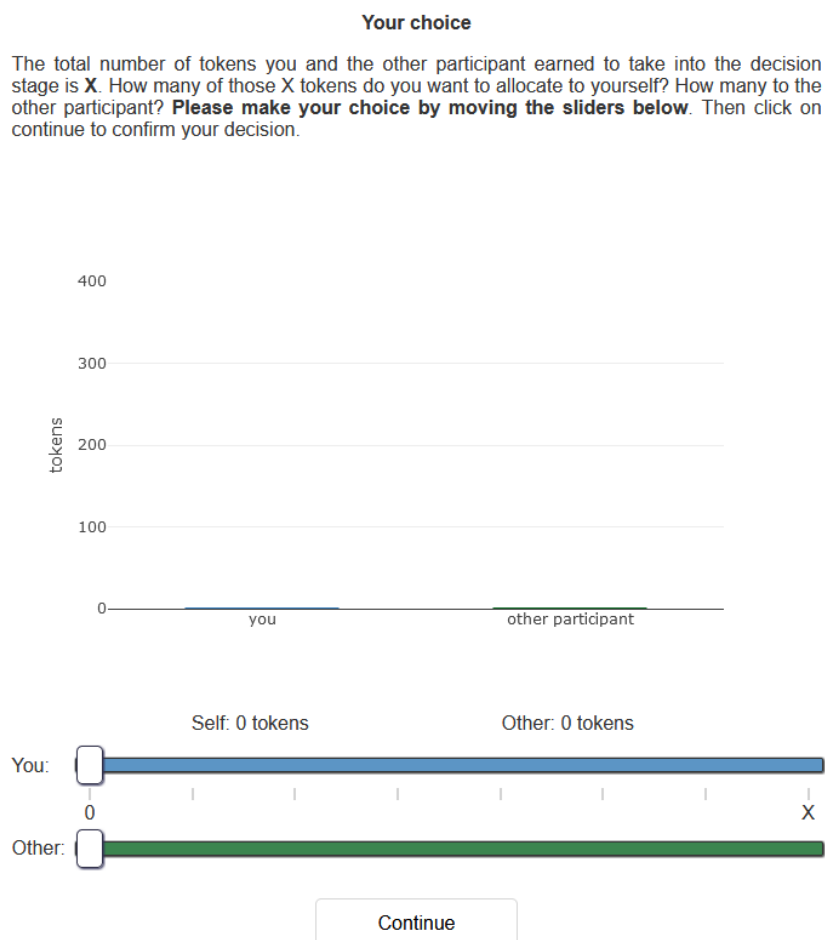 Your choice
The total number of tokens you and the other participant earned to take into the decision
stage is X. How many of those X tokens do you want to allocate to yourself? How many to the
other participant? Please make your choice by moving the sliders below. Then click on
continue to confirm your decision.
400
300
200
100
0
tokens
you other participant
Self: 0 tokens Other: 0 tokens
You:
0 X
Other:
Continue